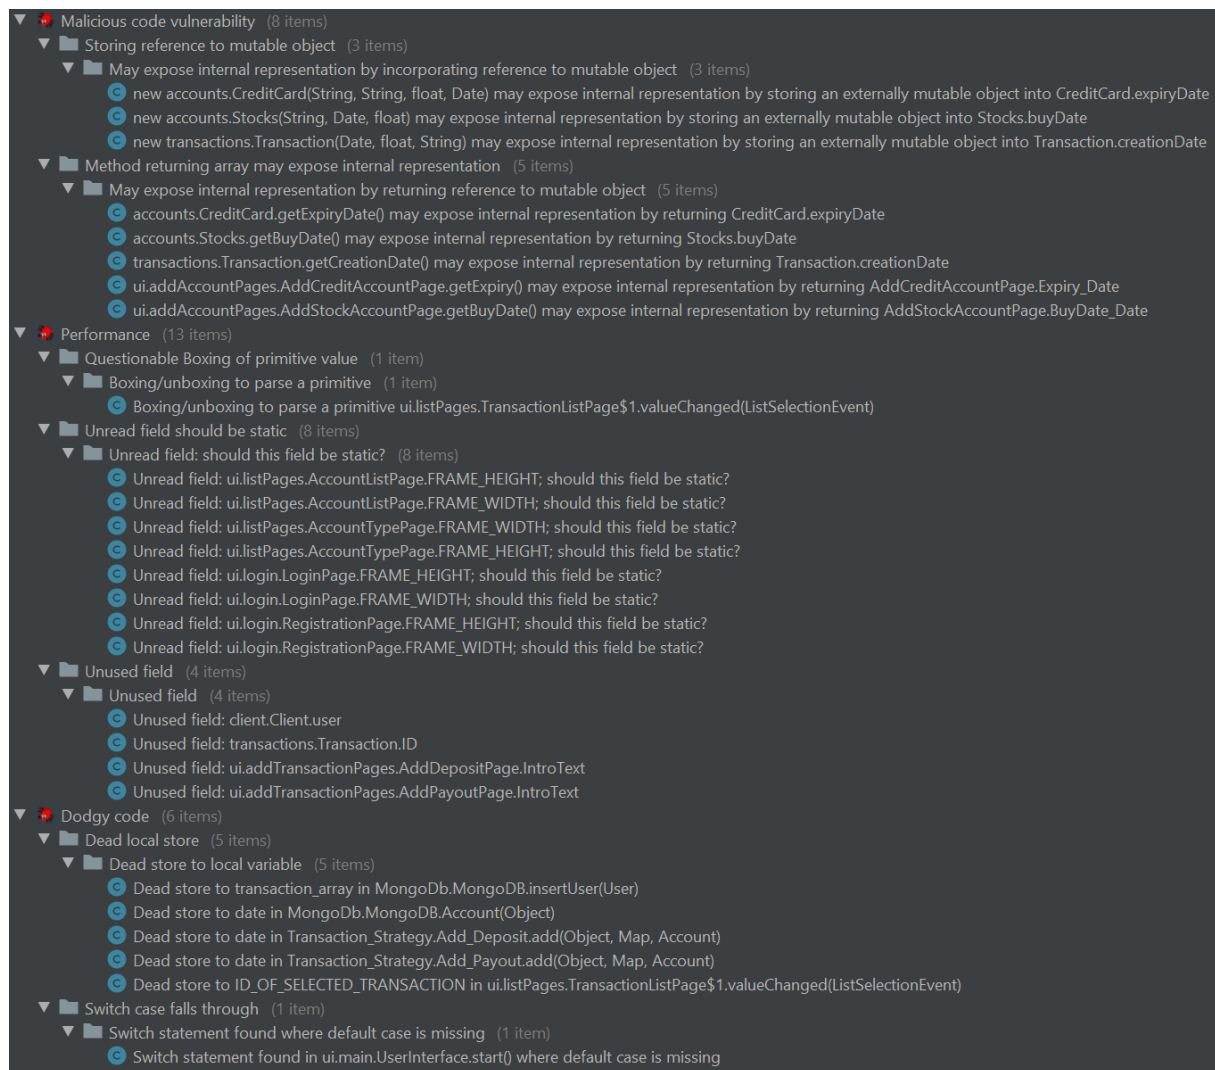 Malicious code vulnerability (8 items)
Storing reference to mutable object (3 items)
May expose internal representation by incorporating reference to mutable object (3 items)
new accounts.CreditCard(String, String, float, Date) may expose internal representation by storing an externally mutable object into CreditCard.expiryDate
new accounts.Stocks(String, Date, float) may expose internal representation by storing an externally mutable object into Stocks.buyDate
new transactions.Transaction(Date, float, String) may expose internal representation by storing an externally mutable object into Transaction.creationDate
Method returning array may expose internal representation (5 items)
May expose internal representation by returning reference to mutable object (5 items)
accounts.CreditCard.getExpiryDate() may expose internal representation by returning CreditCard.expiryDate
accounts.Stocks.getBuyDate() may expose internal representation by returning Stocks.buyDate
transactions.Transaction.getCreationDate() may expose internal representation by returning Transaction.creationDate
ui.addAccountPages.AddCreditAccountPage.getExpiry() may expose internal representation by returning AddCreditAccountPage.Expiry_Date
ui.addAccountPages.AddStockAccountPage.getBuyDate() may expose internal representation by returning AddStockAccountPage.BuyDate_Date
Performance (13 items)
Questionable Boxing of primitive value (1 item)
Boxing/unboxing to parse a primitive (1 item)
Boxing/unboxing to parse a primitive ui.listPages.TransactionListPage$1.valueChanged(ListSelectionEvent)
Unread field should be static (8 items)
Unread field: should this field be static? (8 items)
Unread field: ui.listPages.AccountListPage.FRAME_HEIGHT; should this field be static?
Unread field: ui.listPages.AccountListPage.FRAME_WIDTH; should this field be static?
Unread field: ui.listPages.AccountTypePage.FRAME_WIDTH; should this field be static?
Unread field: ui.listPages.AccountTypePage.FRAME_HEIGHT; should this field be static?
Unread field: ui.login.LoginPage.FRAME_HEIGHT; should this field be static?
Unread field: ui.login.LoginPage.FRAME_WIDTH; should this field be static?
Unread field: ui.login.RegistrationPage.FRAME_HEIGHT; should this field be static?
Unread field: ui.login.RegistrationPage.FRAME_WIDTH; should this field be static?
Unused field (4 items)
Unused field (4 items)
Unused field: client.Client.user
Unused field: transactions.Transaction.ID
Unused field: ui.addTransactionPages.AddDepositPage.IntroText
Unused field: ui.addTransactionPages.AddPayoutPage.IntroText
Dodgy code (6 items)
Dead local store (5 items)
Dead store to local variable (5 items)
Dead store to transaction_array in MongoDb.MongoDB.insertUser(User)
Dead store to date in MongoDb.MongoDB.Account(Object)
Dead store to date in Transaction_Strategy.Add_Deposit.add(Object, Map, Account)
Dead store to date in Transaction_Strategy.Add_Payout.add(Object, Map, Account)
Dead store to ID_OF_SELECTED_TRANSACTION in ui.listPages.TransactionListPage$1.valueChanged(ListSelectionEvent)
Switch case falls through (1 item)
Switch statement found where default case is missing (1 item)
Switch statement found in ui.main.UserInterface.start() where default case is missing